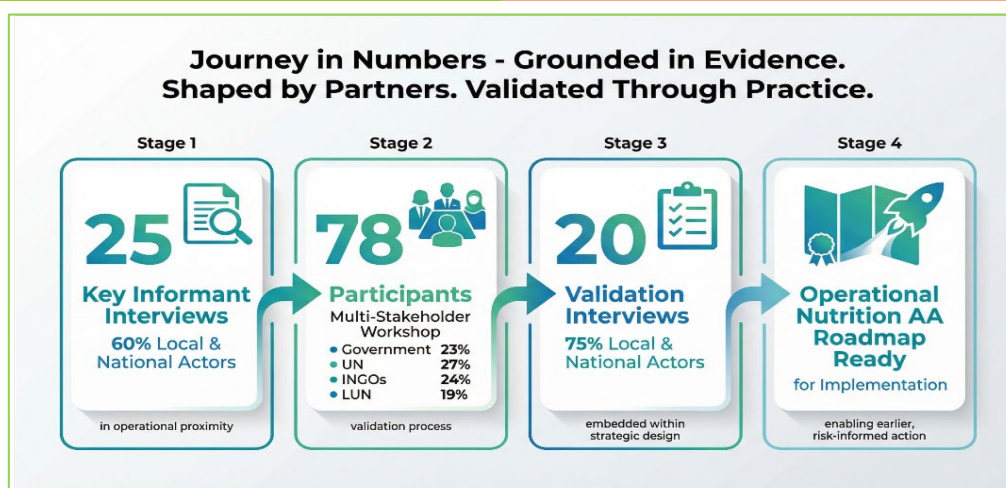 Journey in Numbers - Grounded in Evidence.
Shaped by Partners. Validated Through Practice.
Stage 1
25
Key Informant
Interviews
60% Local &
National Actors
in operational proximity
Stage 2
78
Participants
Multi-Stakeholder
Workshop
• Government 23%
• UN 27%
• INGOs 24%
• LUN 19%
validation process
Stage 3
20
Validation
Interviews
75% Local &
National Actors
embedded within
strategic design
Stage 4
Operational
Nutrition AA
Roadmap
Ready
for Implementation
enabling earlier,
risk-informed action